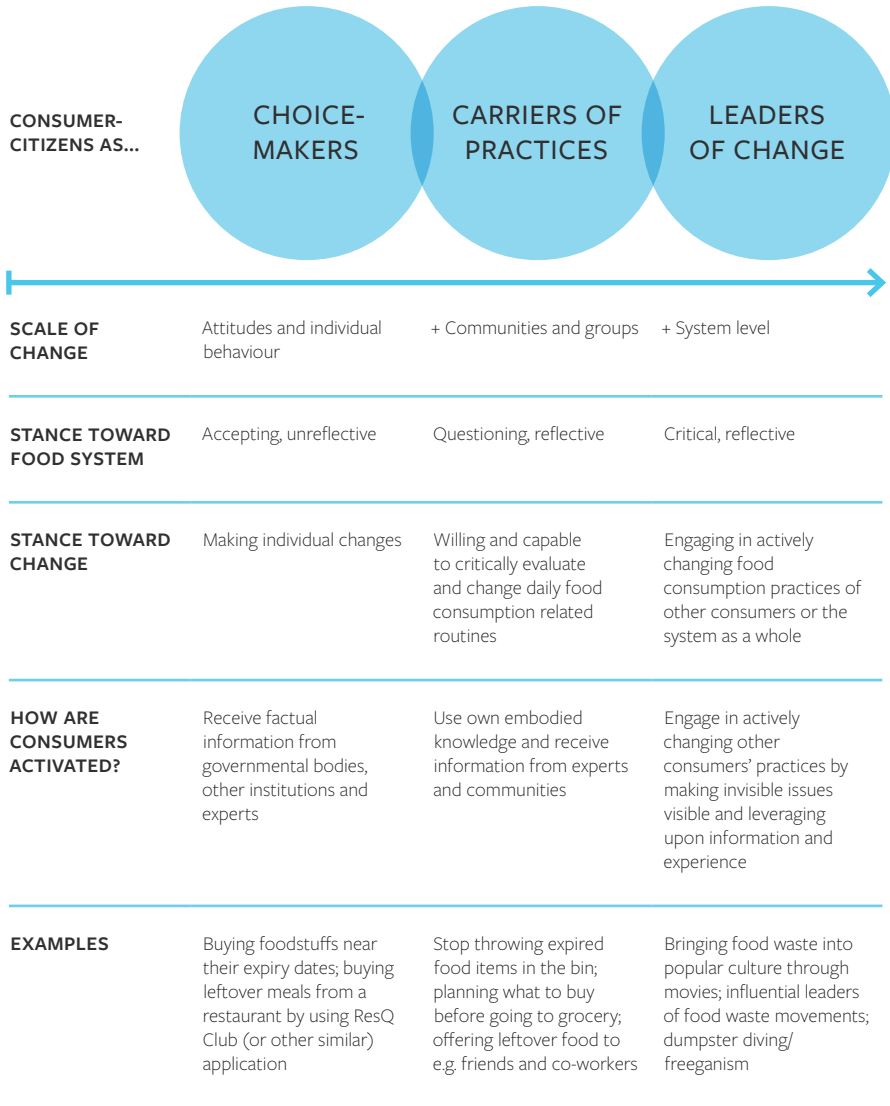 CONSUMER-
CITIZENS AS...
CHOICE-
MAKERS
CARRIERS OF
PRACTICES
LEADERS
OF CHANGE
SCALE OF
CHANGE
Attitudes and individual
behaviour
+ Communities and groups
+ System level
STANCE TOWARD
FOOD SYSTEM
Accepting, unreflective
Questioning, reflective
Critical, reflective
STANCE TOWARD
CHANGE
Making individual changes
Willing and capable
to critically evaluate
and change daily food
consumption related
routines
Engaging in actively
changing food
consumption practices of
other consumers or the
system as a whole
HOW ARE
CONSUMERS
ACTIVATED?
Receive factual
information from
governmental bodies,
other institutions and
experts
Use own embodied
knowledge and receive
information from experts
and communities
Engage in actively
changing other
consumers' practices by
making invisible issues
visible and leveraging
upon information and
experience
EXAMPLES
Buying foodstuffs near
their expiry dates; buying
leftover meals from a
restaurant by using ResQ
Club (or other similar)
application
Stop throwing expired
food items in the bin;
planning what to buy
before going to grocery;
offering leftover food to
e.g. friends and co-workers
Bringing food waste into
popular culture through
movies; influential leaders
of food waste movements;
dumpster diving/
freeganism